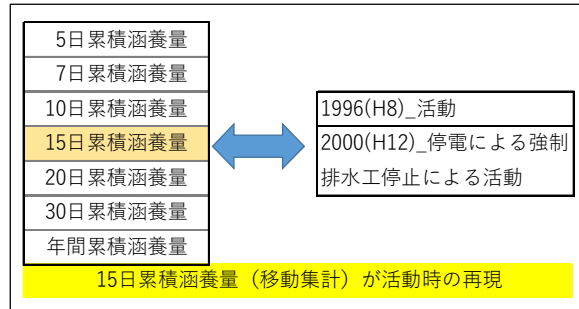 5日累積涵養量
7日累積涵養量
10日累積涵養量
15日累積涵養量
20日累積涵養量
30日累積涵養量
年間累積涵養量
1996(H8)_活動
2000(H12)_停電による強制
排水工停止による活動
15日累積涵養量（移動集計）が活動時の再現